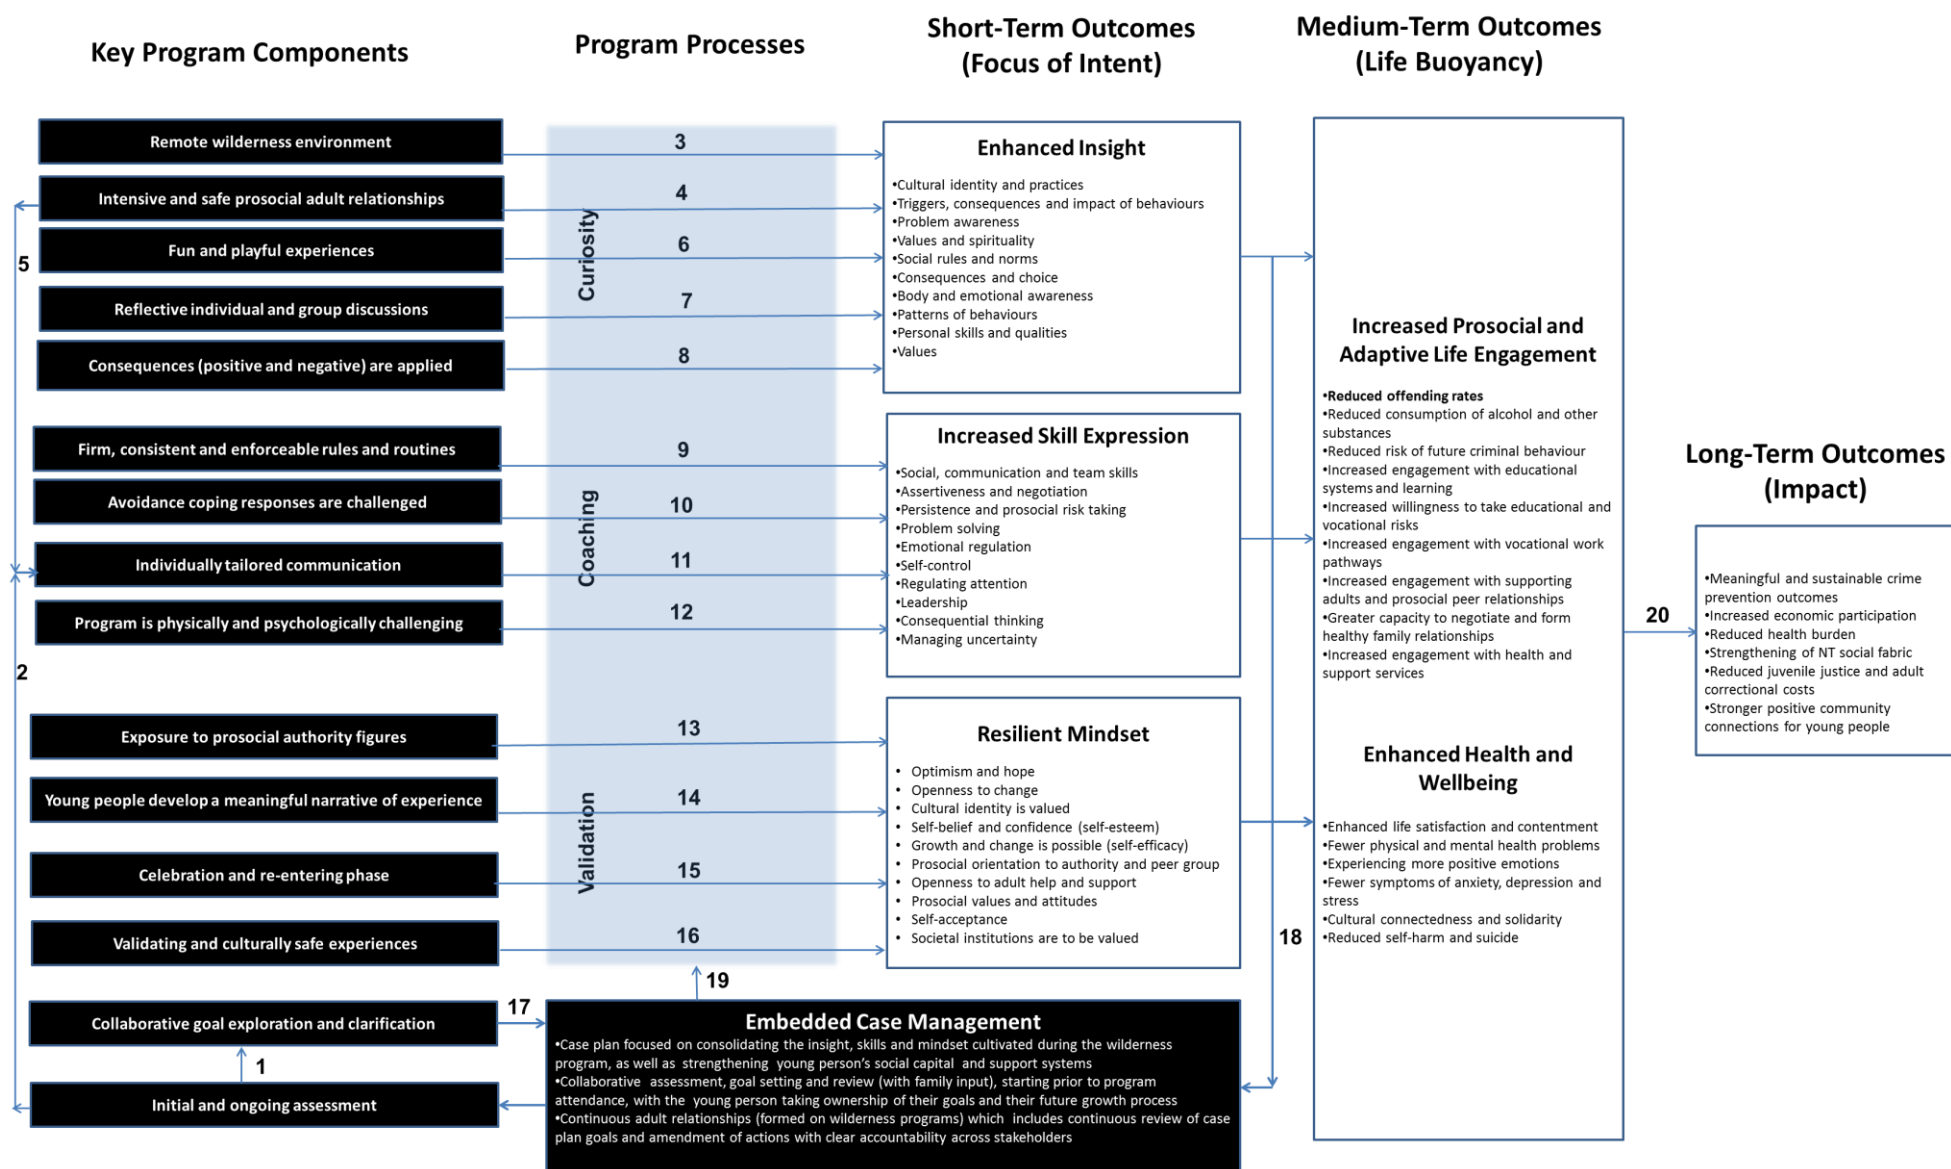 Key Program Components
Program Processes
Short-Term Outcomes
(Focus of Intent)
Medium-Term Outcomes
(Life Buoyancy)
Long-Term Outcomes
(Impact)
Remote wilderness environment
Intensive and safe prosocial adult relationships
Fun and playful experiences
Reflective individual and group discussions
Consequences (positive and negative) are applied
Firm, consistent and enforceable rules and routines
Avoidance coping responses are challenged
Individually tailored communication
Program is physically and psychologically challenging
Exposure to prosocial authority figures
Young people develop a meaningful narrative of experience
Celebration and re-entering phase
Validating and culturally safe experiences
Collaborative goal exploration and clarification
Initial and ongoing assessment
5
2
1
17
3
4
6
7
8
9
10
11
12
13
14
15
16
19
Curiosity
Coaching
Validation
Enhanced Insight
•Cultural identity and practices
•Triggers, consequences and impact of behaviours
•Problem awareness
•Values and spirituality
•Social rules and norms
•Consequences and choice
•Body and emotional awareness
•Patterns of behaviours
•Personal skills and qualities
•Values
Increased Skill Expression
•Social, communication and team skills
•Assertiveness and negotiation
•Persistence and prosocial risk taking
•Problem solving
•Emotional regulation
•Self-control
•Regulating attention
•Leadership
•Consequential thinking
•Managing uncertainty
Resilient Mindset
• Optimism and hope
• Openness to change
• Cultural identity is valued
• Self-belief and confidence (self-esteem)
• Growth and change is possible (self-efficacy)
• Prosocial orientation to authority and peer group
• Openness to adult help and support
• Prosocial values and attitudes
• Self-acceptance
• Societal institutions are to be valued
Embedded Case Management
•Case plan focused on consolidating the insight, skills and mindset cultivated during the wilderness
program, as well as strengthening young person's social capital and support systems
•Collaborative assessment, goal setting and review (with family input), starting prior to program
attendance, with the young person taking ownership of their goals and their future growth process
•Continuous adult relationships (formed on wilderness programs) which includes continuous review of case
plan goals and amendment of actions with clear accountability across stakeholders
18
Increased Prosocial and
Adaptive Life Engagement
•Reduced offending rates
•Reduced consumption of alcohol and other
substances
•Reduced risk of future criminal behaviour
•Increased engagement with educational
systems and learning
•Increased willingness to take educational and
vocational risks
•Increased engagement with vocational work
pathways
•Increased engagement with supporting
adults and prosocial peer relationships
•Greater capacity to negotiate and form
healthy family relationships
•Increased engagement with health and
support services
Enhanced Health and
Wellbeing
•Enhanced life satisfaction and contentment
•Fewer physical and mental health problems
•Experiencing more positive emotions
•Fewer symptoms of anxiety, depression and
stress
•Cultural connectedness and solidarity
•Reduced self-harm and suicide
20
•Meaningful and sustainable crime
prevention outcomes
•Increased economic participation
•Reduced health burden
•Strengthening of NT social fabric
•Reduced juvenile justice and adult
correctional costs
•Stronger positive community
connections for young people